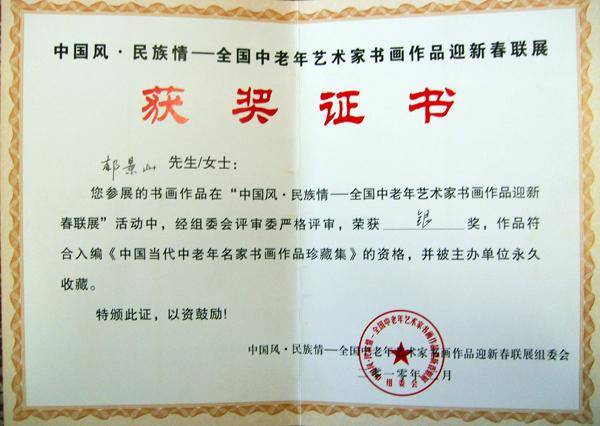 中国风·民族情—全国中老年艺术家书画作品迎新春联展
获奖证书
郝景山 先生/女士：
您参展的书画作品在“中国风·民族情—全国中老年艺术家书画作品迎新
春联展”活动中，经组委会评审委严格评审，荣获 银 奖，作品符
合入编《中国当代中老年名家书画作品珍藏集》的资格，并被主办单位永久
收藏。
特颁此证，以资鼓励！
中国风·民族情—全国中老年艺术家书画作品迎新春联展组委会
二〇一〇年 月
组委会